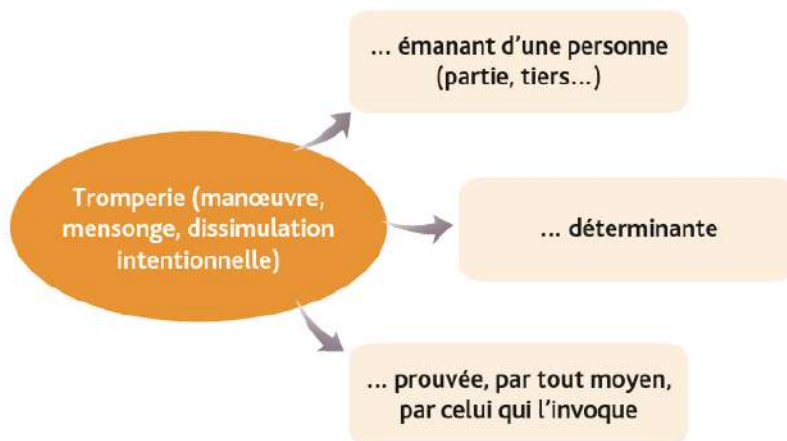 ... émanant d'une personne
(partie, tiers...)
Tromperie (manœuvre,
mensonge, dissimulation
intentionnelle)
... déterminante
... prouvée, par tout moyen,
par celui qui l'invoque